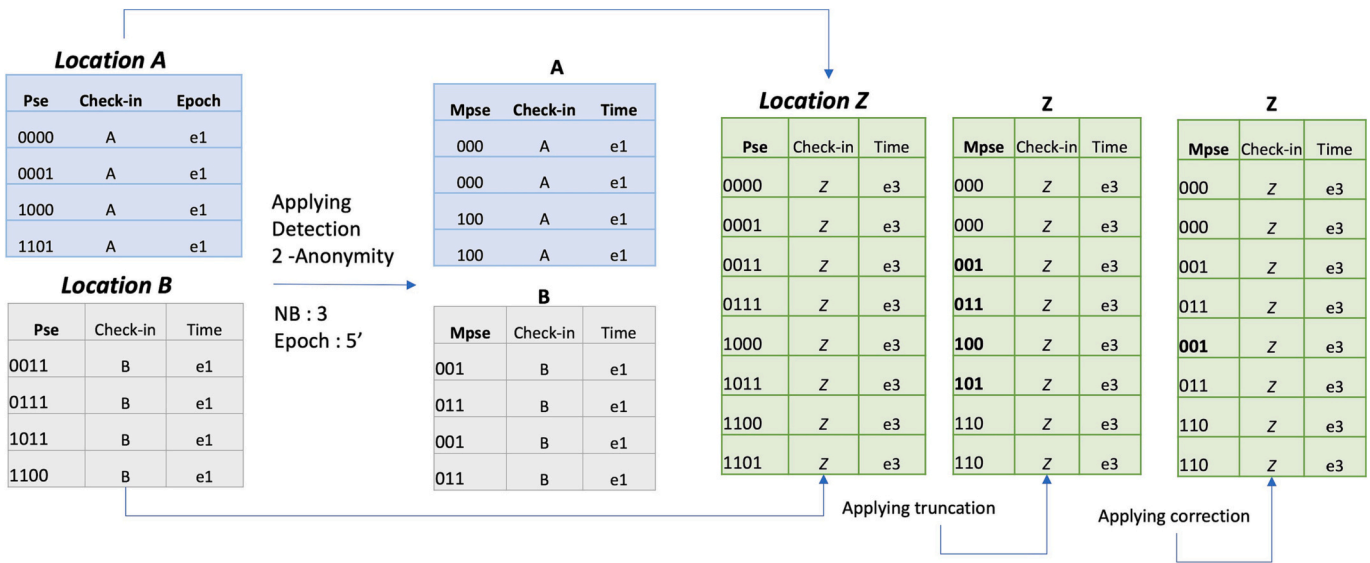 Location A
Pse Check-in Epoch
0000 A e1
0001 A e1
1000 A e1
1101 A e1
Location B
Pse Check-in Time
0011 B e1
0111 B e1
1011 B e1
1100 B e1
Applying
Detection
2 -Anonymity
NB : 3
Epoch : 5’
A
Mpse Check-in Time
000 A e1
000 A e1
100 A e1
100 A e1
B
Mpse Check-in Time
001 B e1
011 B e1
001 B e1
011 B e1
Location Z
Pse Check-in Time
0000 Z e3
0001 Z e3
0011 Z e3
0111 Z e3
1000 Z e3
1011 Z e3
1100 Z e3
1101 Z e3
Z
Mpse Check-in Time
000 Z e3
000 Z e3
001 Z e3
011 Z e3
100 Z e3
101 Z e3
110 Z e3
110 Z e3
Z
Mpse Check-in Time
000 Z e3
000 Z e3
001 Z e3
011 Z e3
001 Z e3
011 Z e3
110 Z e3
110 Z e3
Applying truncation
Applying correction